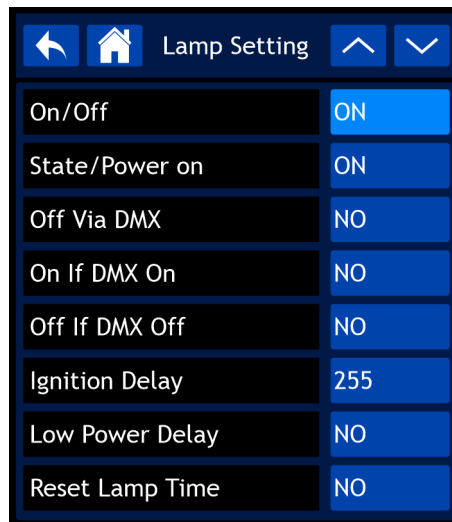 Lamp Setting
On/Off ON
State/Power on ON
Off Via DMX NO
On If DMX On NO
Off If DMX Off NO
Ignition Delay 255
Low Power Delay NO
Reset Lamp Time NO